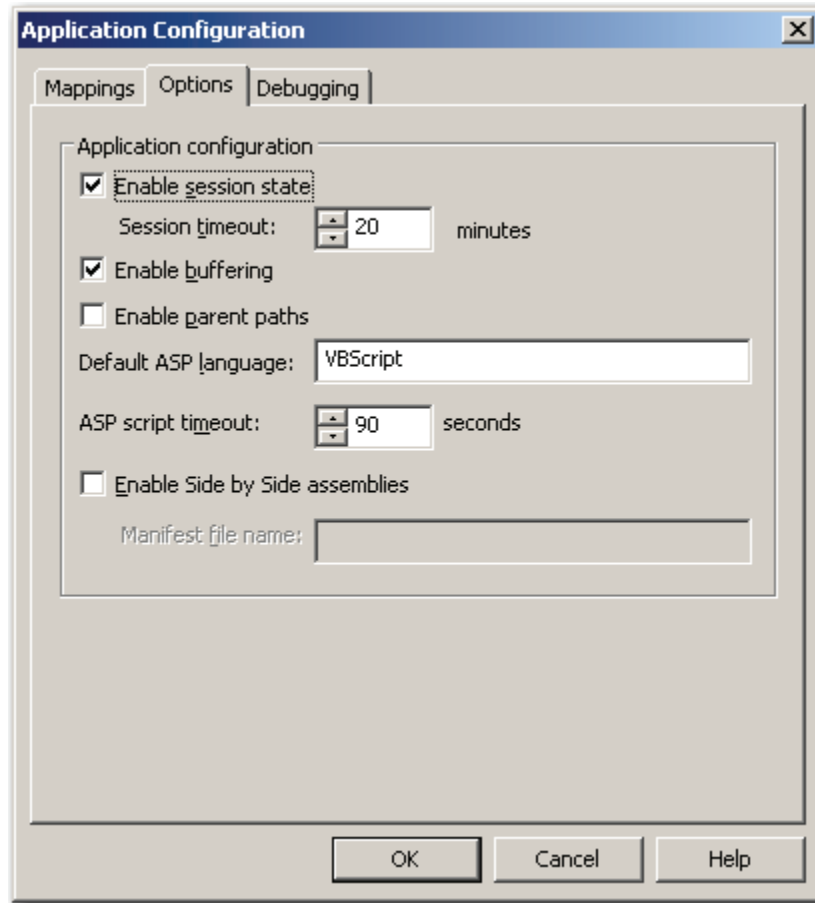 Application Configuration
Mappings Options Debugging
Application configuration
Enable session state
Session timeout: 20 minutes
Enable buffering
Enable parent paths
Default ASP language: VBScript
ASP script timeout: 90 seconds
Enable Side by Side assemblies
Manifest file name:
OK Cancel Help